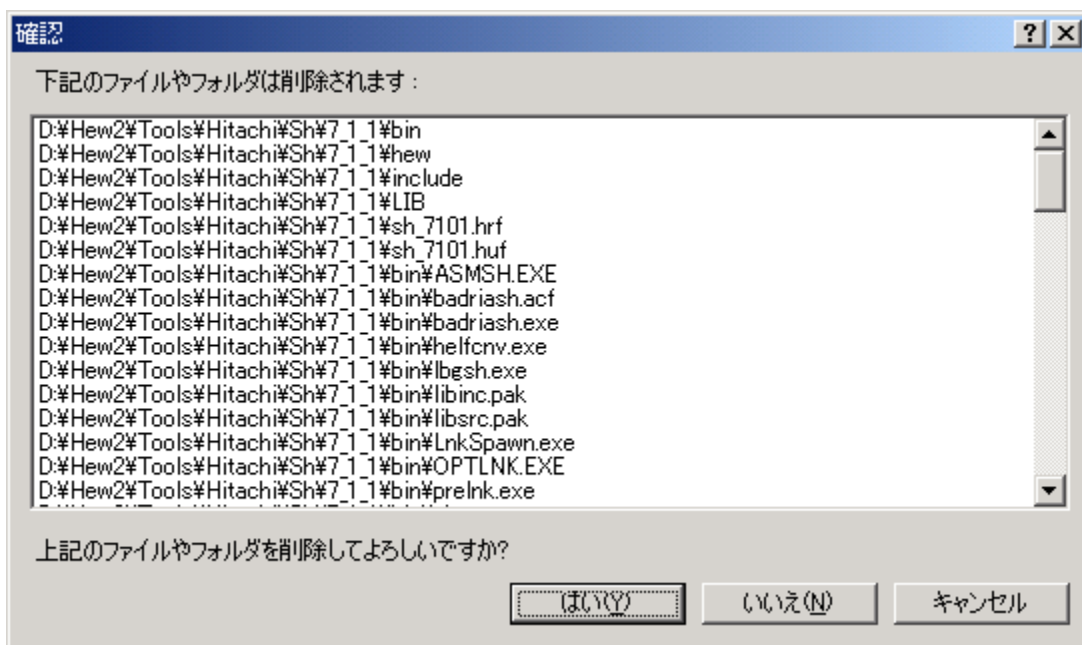 確認
下記のファイルやフォルダは削除されます :
D:¥Hew2¥Tools¥Hitachi¥Sh¥7_1_1¥bin
D:¥Hew2¥Tools¥Hitachi¥Sh¥7_1_1¥hew
D:¥Hew2¥Tools¥Hitachi¥Sh¥7_1_1¥include
D:¥Hew2¥Tools¥Hitachi¥Sh¥7_1_1¥LIB
D:¥Hew2¥Tools¥Hitachi¥Sh¥7_1_1¥sh_7101.hrf
D:¥Hew2¥Tools¥Hitachi¥Sh¥7_1_1¥sh_7101.huf
D:¥Hew2¥Tools¥Hitachi¥Sh¥7_1_1¥bin¥ASMSH.EXE
D:¥Hew2¥Tools¥Hitachi¥Sh¥7_1_1¥bin¥badriash.acf
D:¥Hew2¥Tools¥Hitachi¥Sh¥7_1_1¥bin¥badriash.exe
D:¥Hew2¥Tools¥Hitachi¥Sh¥7_1_1¥bin¥helfcnv.exe
D:¥Hew2¥Tools¥Hitachi¥Sh¥7_1_1¥bin¥lbgsh.exe
D:¥Hew2¥Tools¥Hitachi¥Sh¥7_1_1¥bin¥libinc.pak
D:¥Hew2¥Tools¥Hitachi¥Sh¥7_1_1¥bin¥libsrc.pak
D:¥Hew2¥Tools¥Hitachi¥Sh¥7_1_1¥bin¥LnkSpawn.exe
D:¥Hew2¥Tools¥Hitachi¥Sh¥7_1_1¥bin¥OPTLNK.EXE
D:¥Hew2¥Tools¥Hitachi¥Sh¥7_1_1¥bin¥prelnk.exe
上記のファイルやフォルダを削除してよろしいですか?
はい(Y) いいえ(N) キャンセル